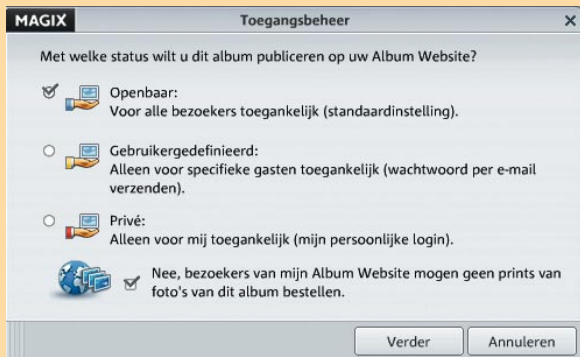 MAGIX Toegangsbeheer
Met welke status wilt u dit album publiceren op uw Album Website?
Openbaar:
Voor alle bezoekers toegankelijk (standaardinstelling).
Gebruikergedefinieerd:
Alleen voor specifieke gasten toegankelijk (wachtwoord per e-mail
verzenden).
Privé:
Alleen voor mij toegankelijk (mijn persoonlijke login).
Nee, bezoekers van mijn Album Website mogen geen prints van
foto's van dit album bestellen.
Verder Annuleren